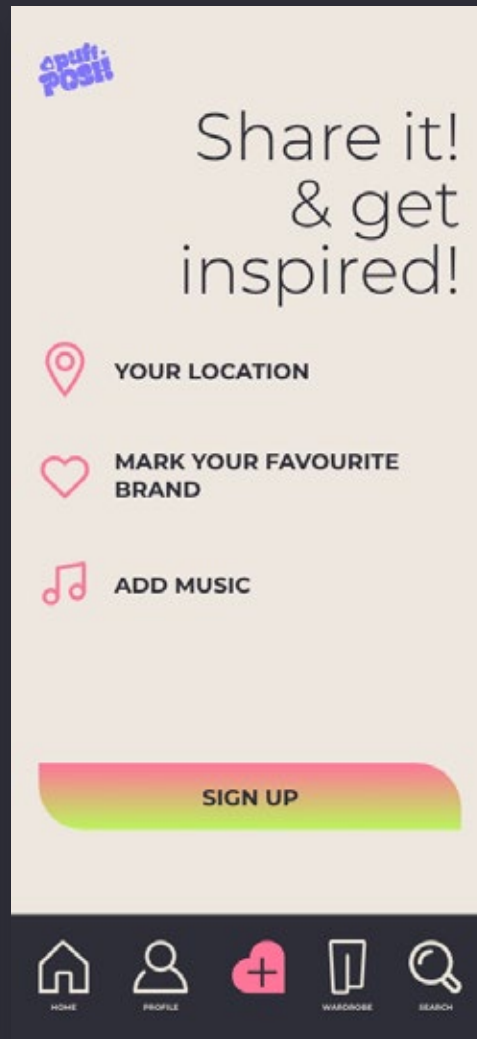 puft.
POSH
Share it!
& get
inspired!
YOUR LOCATION
MARK YOUR FAVOURITE
BRAND
ADD MUSIC
SIGN UP
HOME
PROFILE
WARDROBE
SEARCH